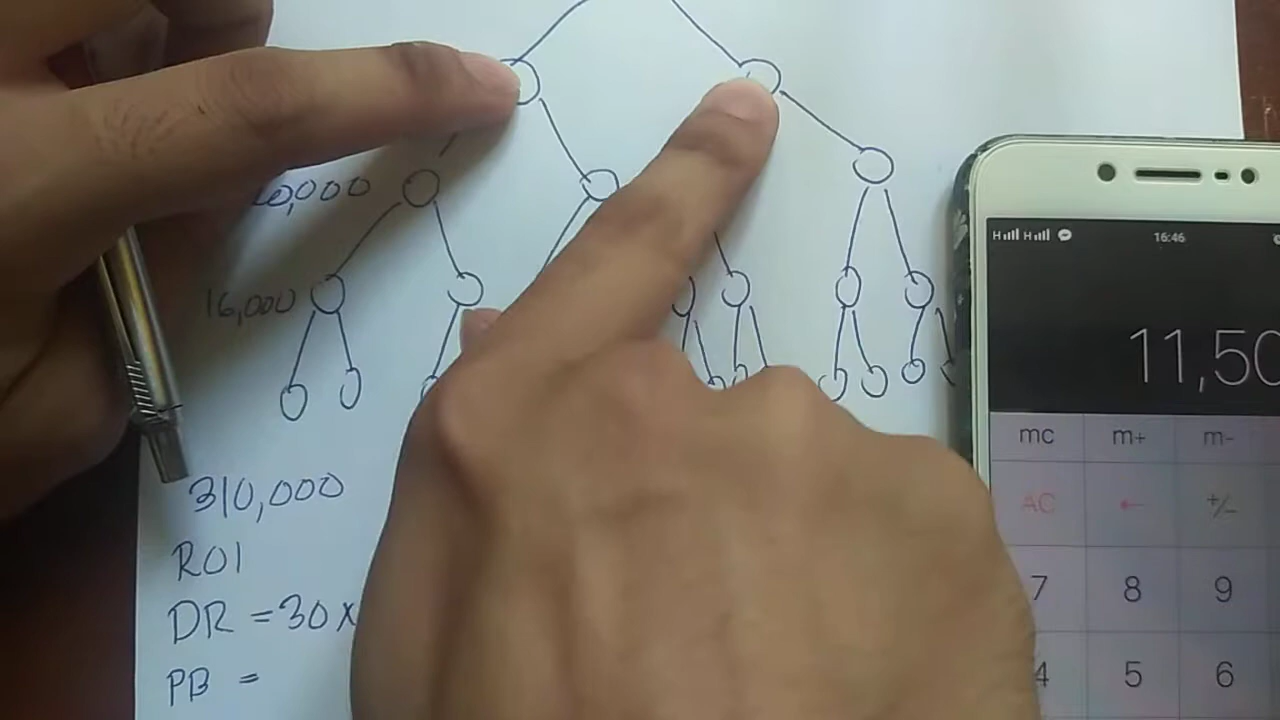 0,000
16,000
310,000
ROI
DR = 30 x
PB =
H H 16:46
11,50
mc m+ m-
AC ← +/-
7 8 9
4 5 6